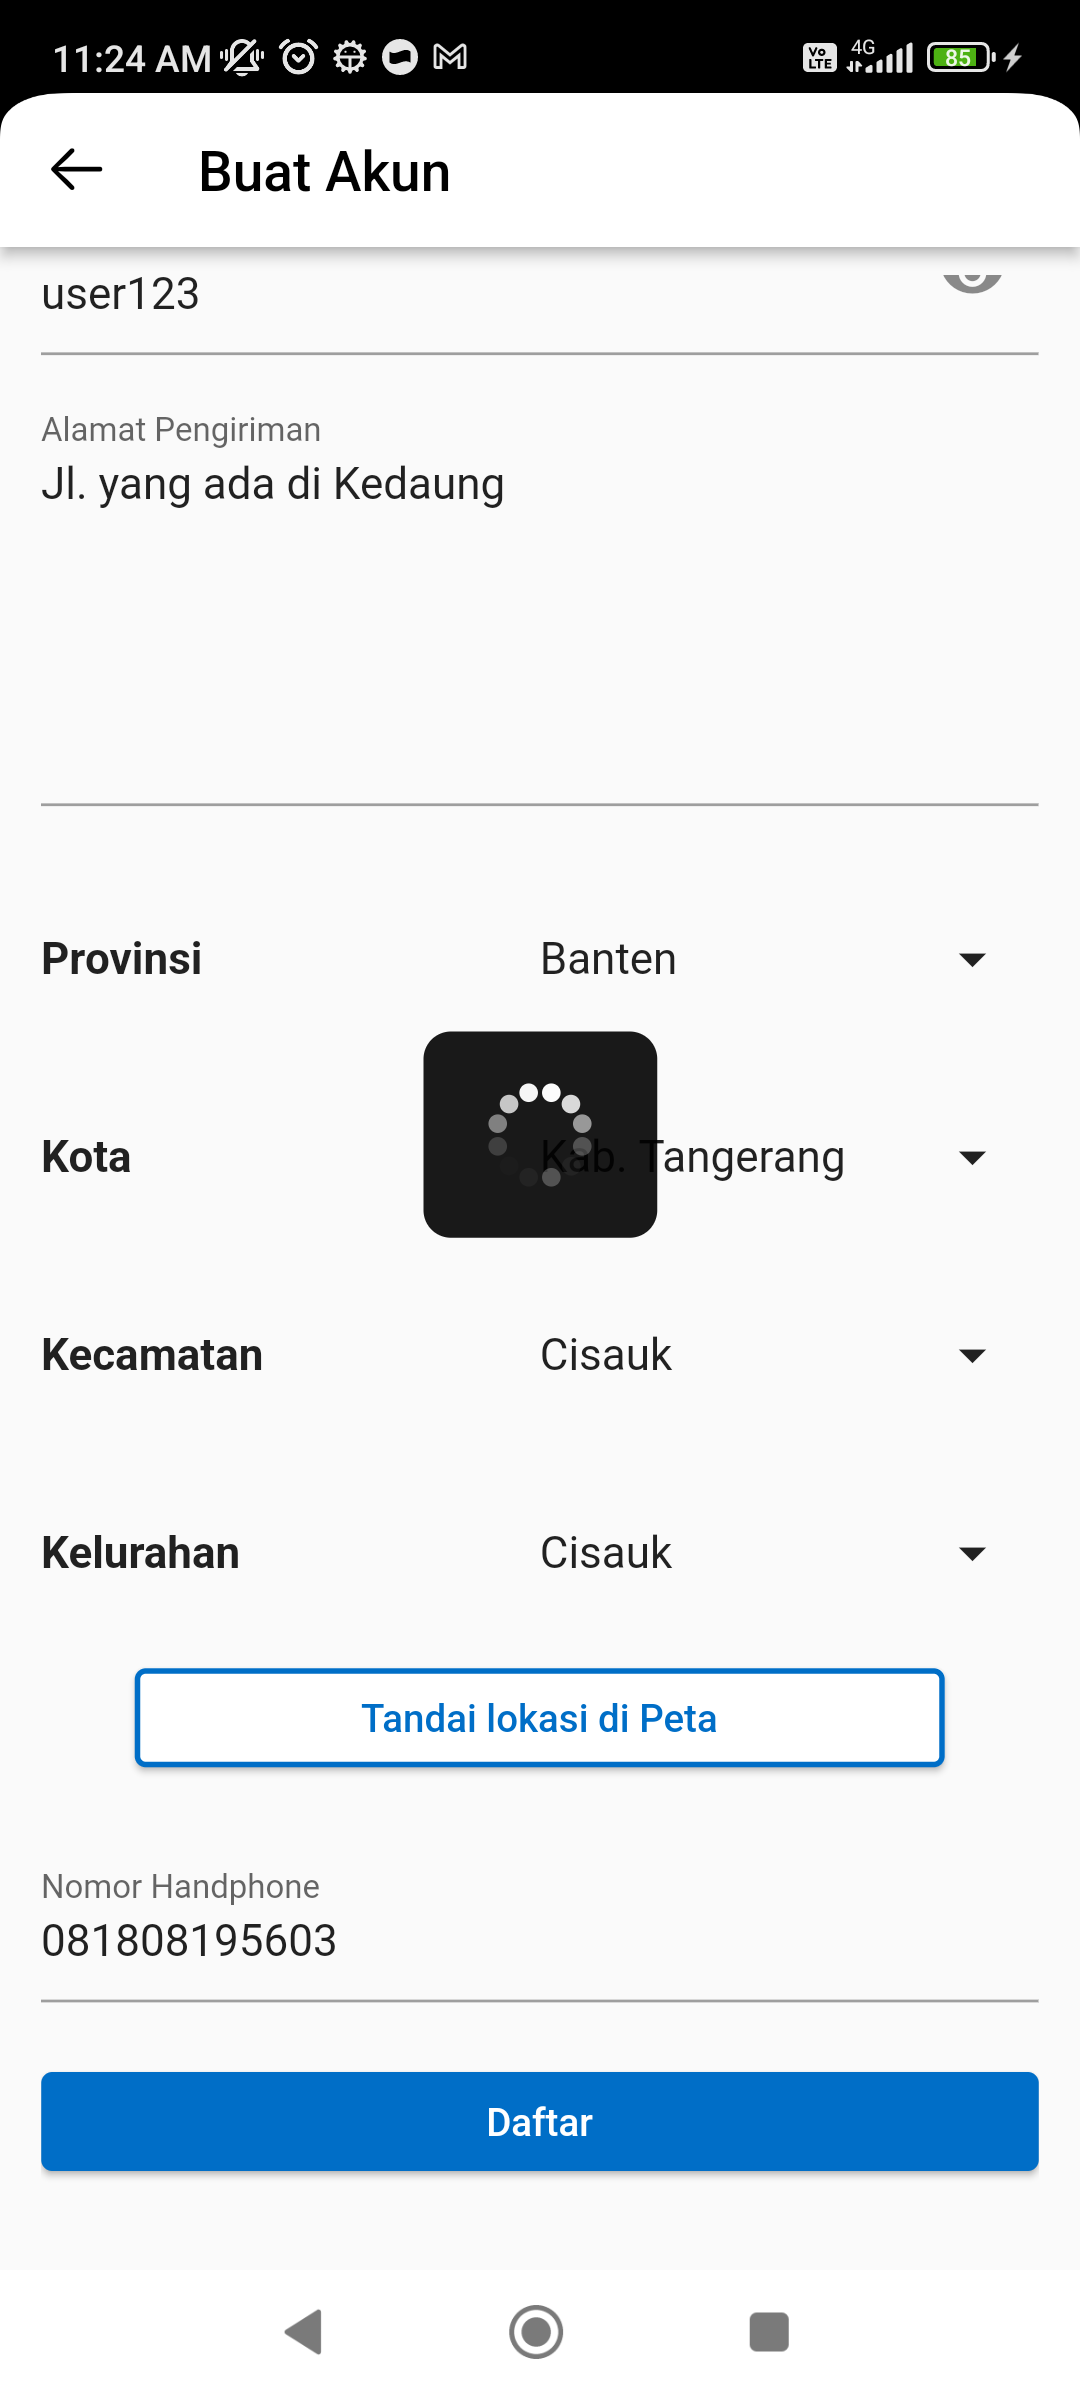 11:24 AM
Vo LTE 4G 85
Buat Akun
user123
Alamat Pengiriman
Jl. yang ada di Kedaung
Provinsi Banten
Kota Kab. Tangerang
Kecamatan Cisauk
Kelurahan Cisauk
Tandai lokasi di Peta
Nomor Handphone
081808195603
Daftar